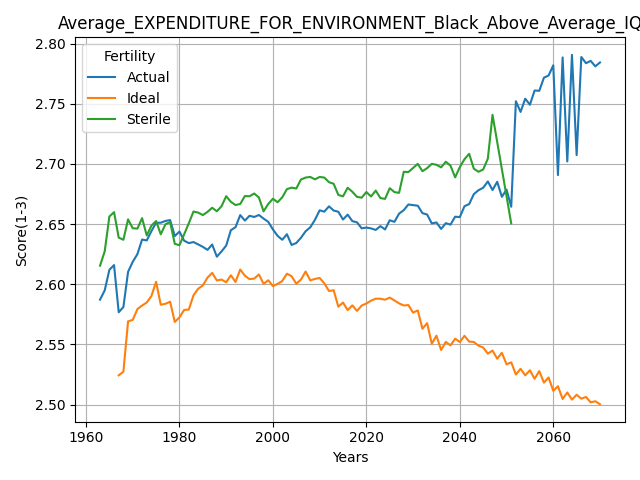 Average_EXPENDITURE_FOR_ENVIRONMENT_Black_Above_Average_IQ
Score(1-3)
2.80
2.75
2.70
2.65
2.60
2.55
2.50
Fertility
Actual
Ideal
Sterile
1960 1980 2000 2020 2040 2060
Years